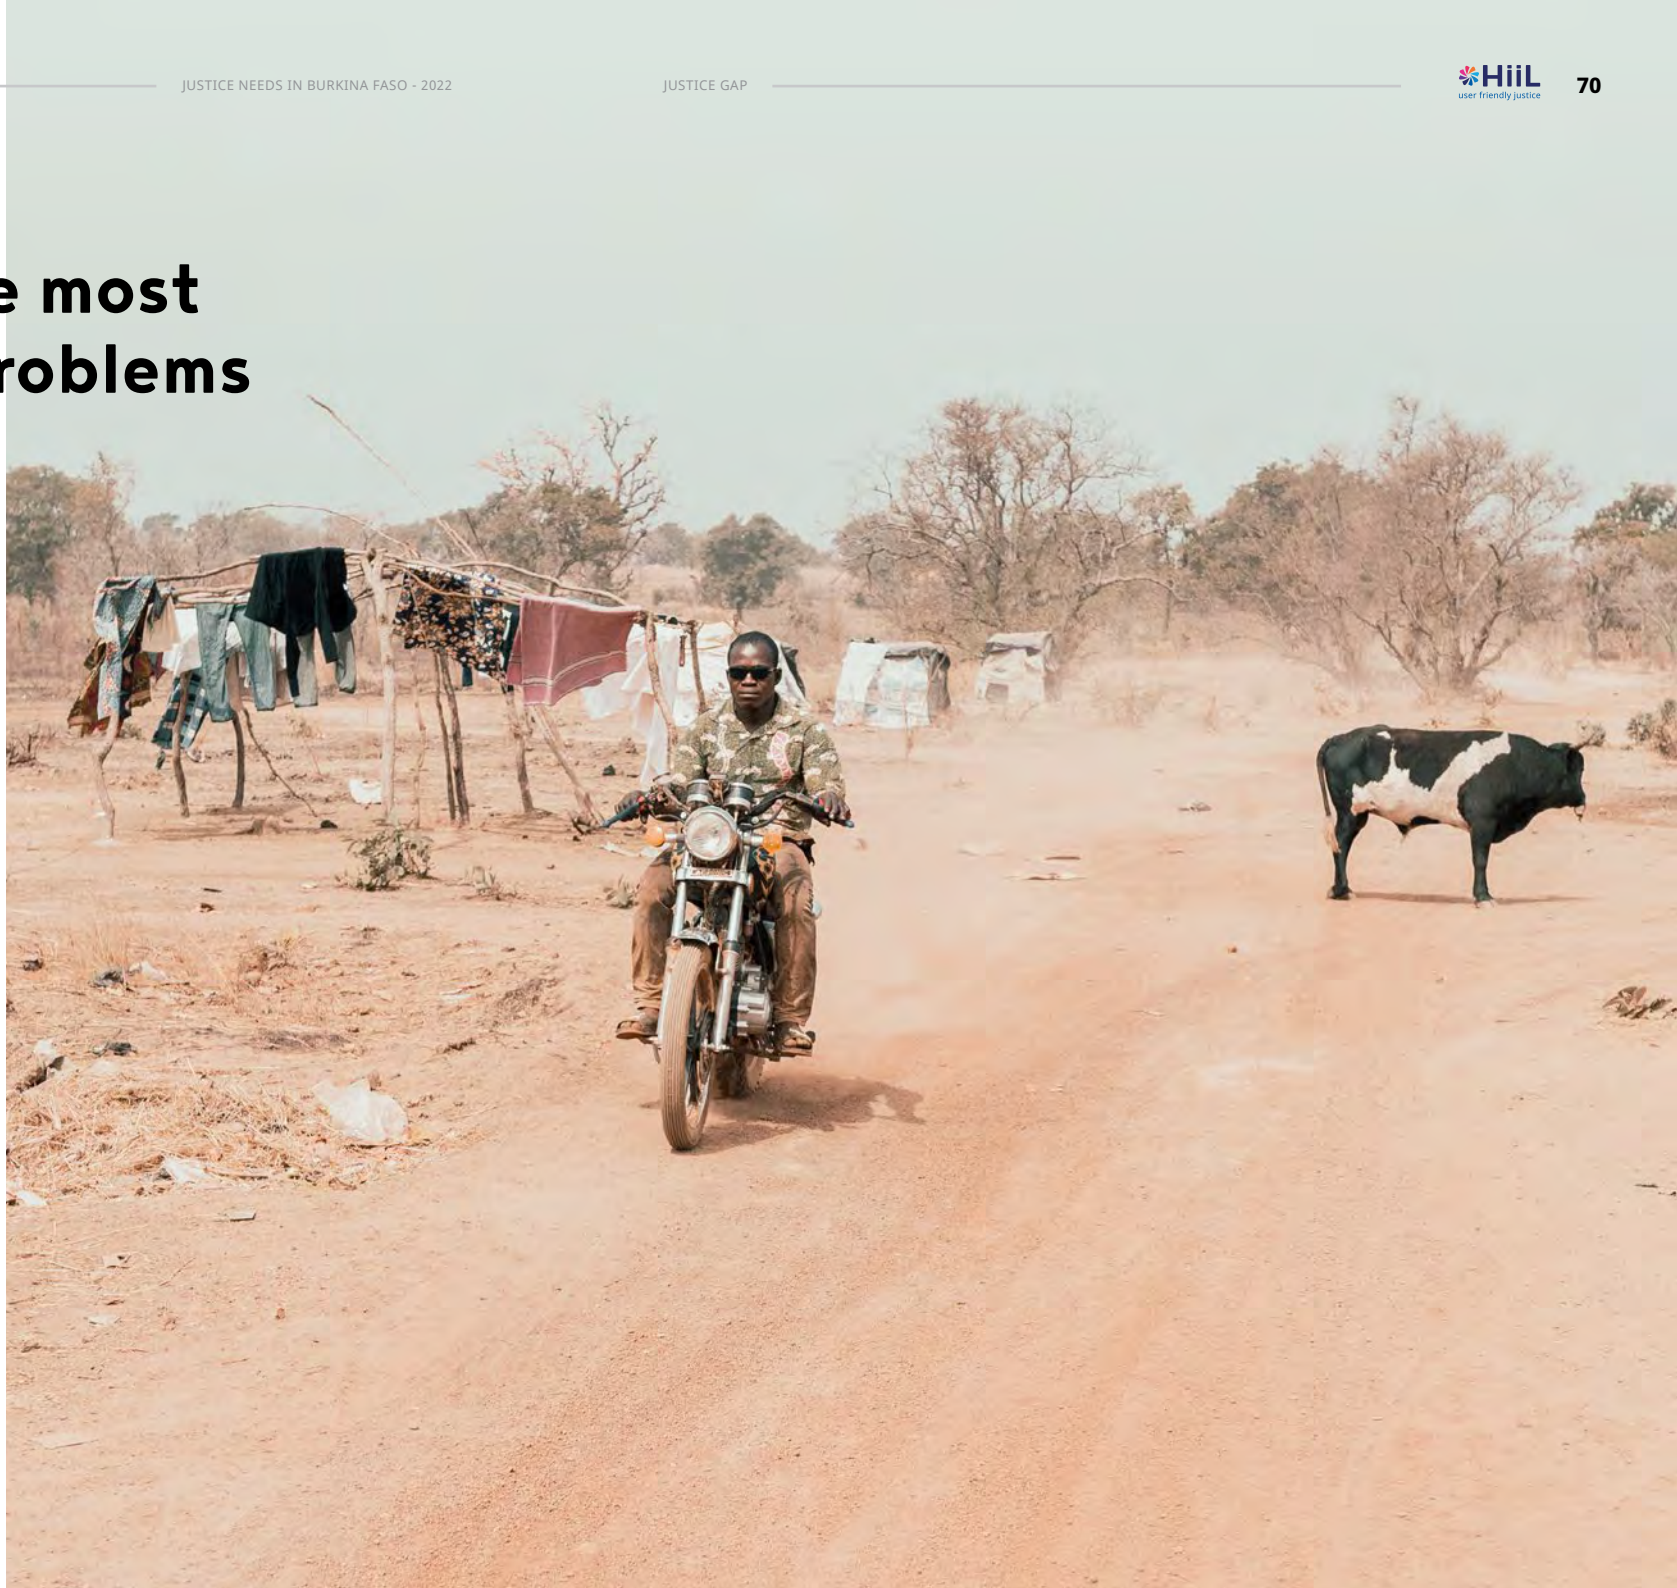 JUSTICE NEEDS IN BURKINA FASO - 2022
JUSTICE GAP
HiiL
user friendly justice
70
e most
roblems